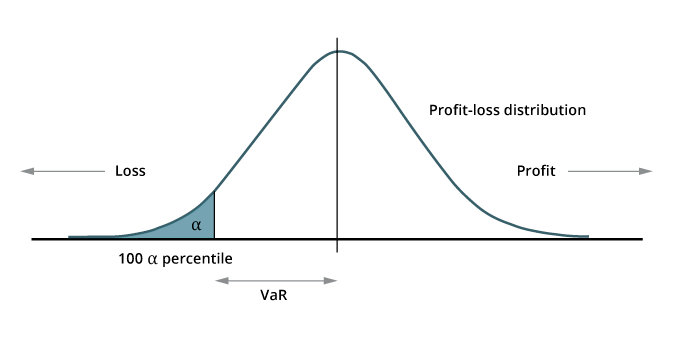 Profit-loss distribution
Loss
Profit
α
100 α percentile
VaR